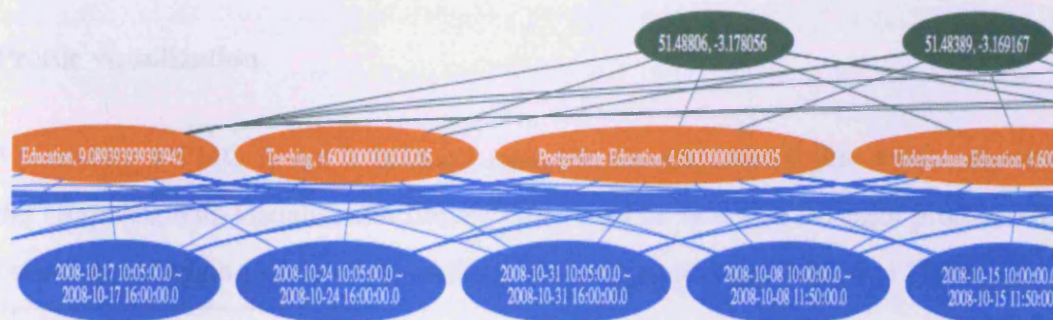 51.48806, -3.178056
51.48389, -3.169167
Education, 9.089393939393942
Teaching, 4.6000000000000005
Postgraduate Education, 4.6000000000000005
Undergraduate Education, 4.600
2008-10-17 10:05:00.0 ~
2008-10-17 16:00:00.0
2008-10-24 10:05:00.0 ~
2008-10-24 16:00:00.0
2008-10-31 10:05:00.0 ~
2008-10-31 16:00:00.0
2008-10-08 10:00:00.0 ~
2008-10-08 11:50:00.0
2008-10-15 10:00:00.0
2008-10-15 11:50:00